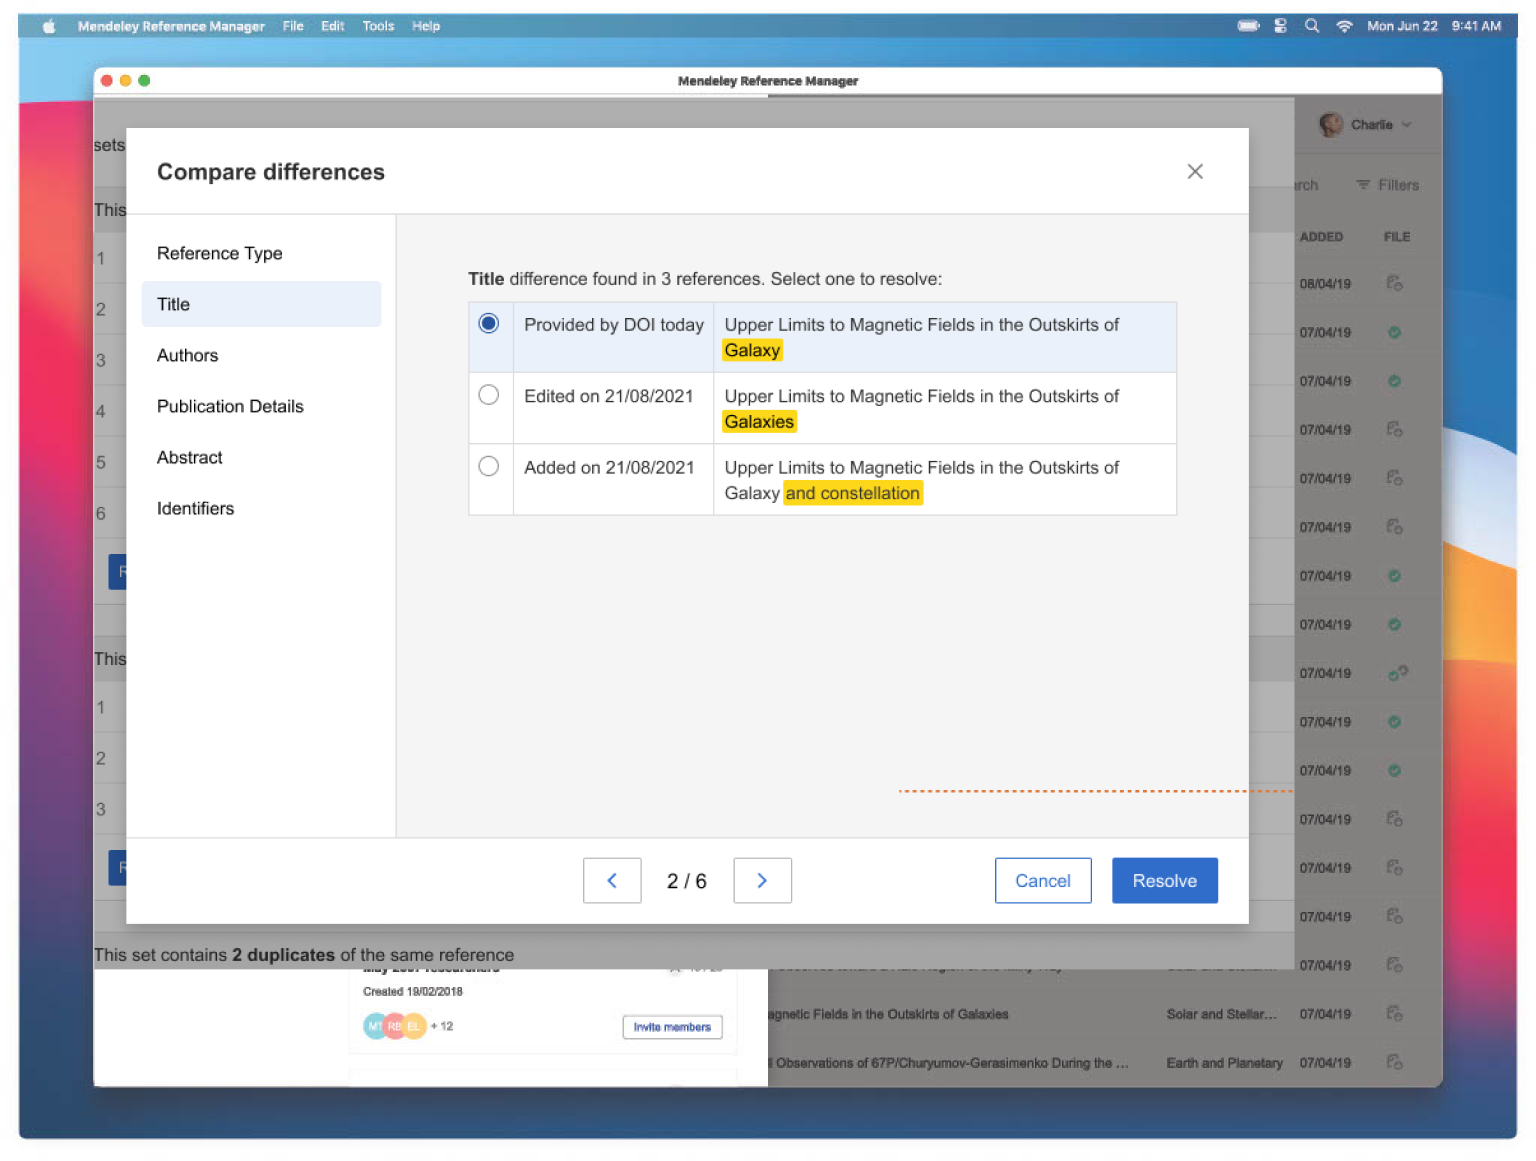 Mendeley Reference Manager File Edit Tools Help
Mon Jun 22 9:41 AM
Mendeley Reference Manager
sets
Charlie
Compare differences
rch
Filters
This
ADDED FILE
1
2
3
4
5
6
R
This
1
2
3
R
Reference Type
Title
Authors
Publication Details
Abstract
Identifiers
Title difference found in 3 references. Select one to resolve:
Provided by DOI today
Upper Limits to Magnetic Fields in the Outskirts of
Galaxy
Edited on 21/08/2021
Upper Limits to Magnetic Fields in the Outskirts of
Galaxies
Added on 21/08/2021
Upper Limits to Magnetic Fields in the Outskirts of
Galaxy and constellation
08/04/19
07/04/19
07/04/19
07/04/19
07/04/19
07/04/19
07/04/19
07/04/19
07/04/19
07/04/19
07/04/19
07/04/19
07/04/19
07/04/19
2 / 6
Cancel
Resolve
This set contains 2 duplicates of the same reference
07/04/19
Created 19/02/2018
MT RB EL + 12
Invite members
agnetic Fields in the Outskirts of Galaxies Solar and Stellar... 07/04/19
Observations of 67P/Churyumov-Gerasimenko During the ... Earth and Planetary 07/04/19